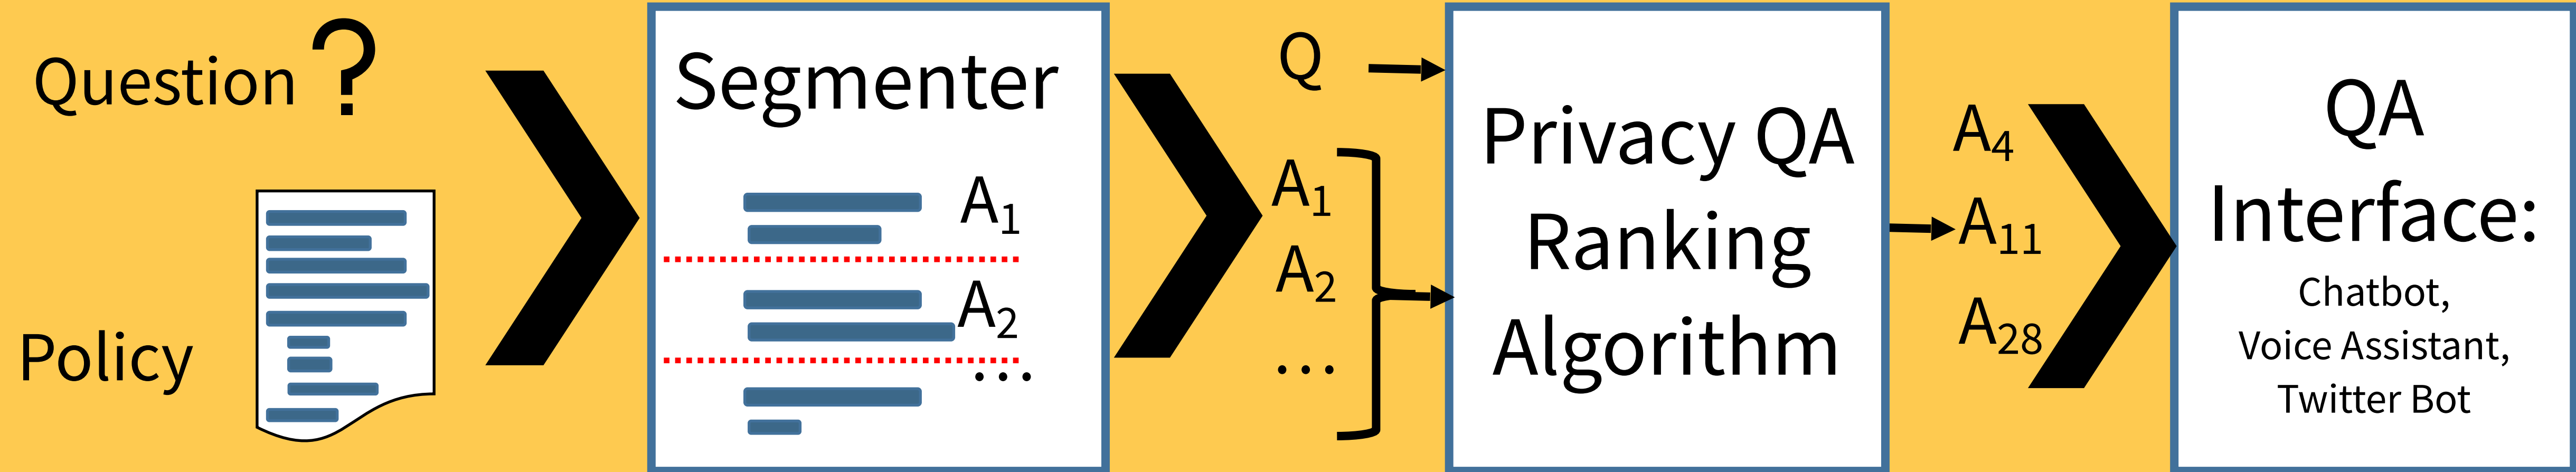 Question ?
Policy
Segmenter
A1
A2
...
Q
A1
A2
...
Privacy QA
Ranking
Algorithm
A4
A11
A28
QA
Interface:
Chatbot,
Voice Assistant,
Twitter Bot